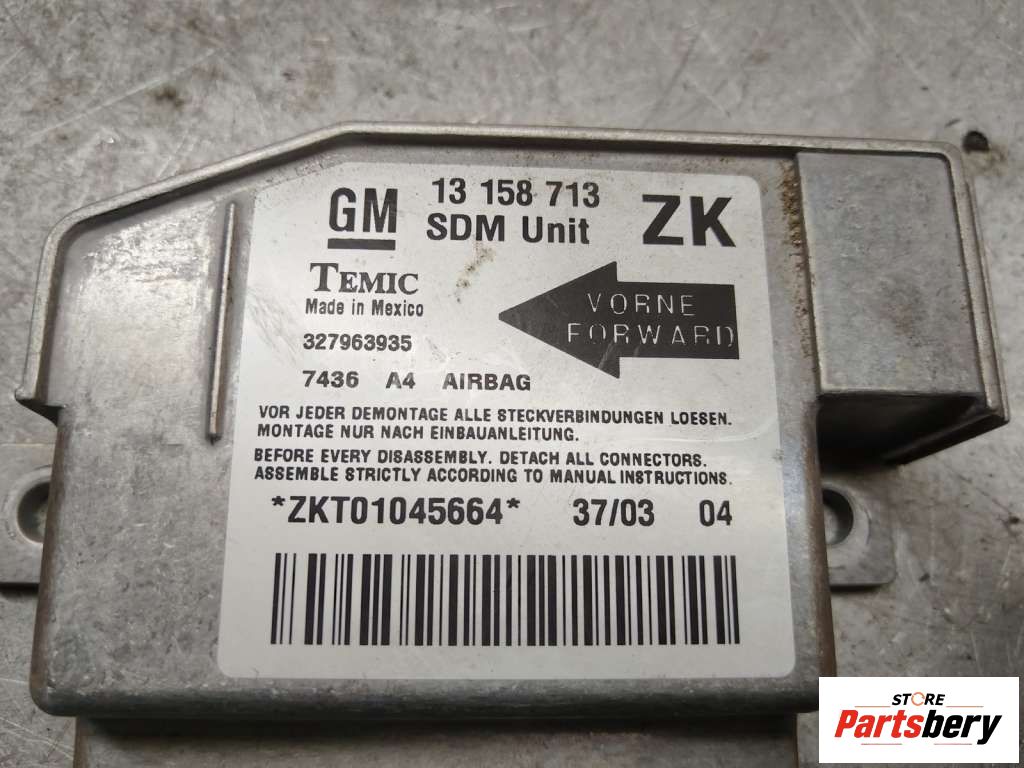 GM 13 158 713 ZK
SDM Unit
TEMIC
Made in Mexico
VORNE
FORWARD
327963935
7436 A4 AIRBAG
VOR JEDER DEMONTAGE ALLE STECKVERBINDUNGEN LOESEN.
MONTAGE NUR NACH EINBAUANLEITUNG.
BEFORE EVERY DISASSEMBLY. DETACH ALL CONNECTORS.
ASSEMBLE STRICTLY ACCORDING TO MANUAL INSTRUCTIONS.
*ZKT01045664* 37/03 04
STORE
Partsbery